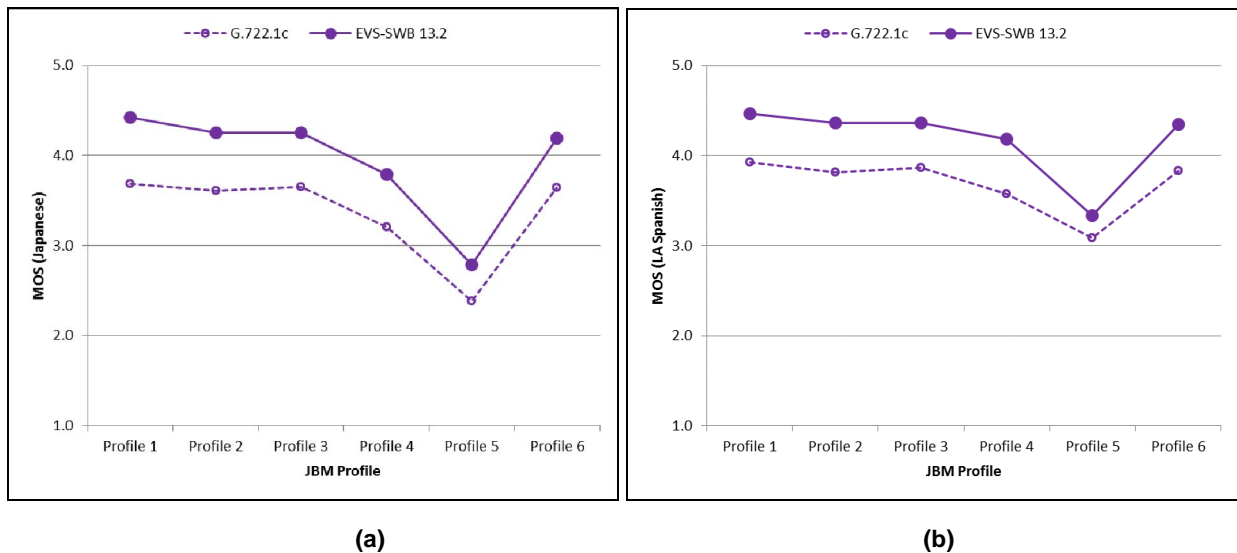 G.722.1c EVS-SWB 13.2
5.0
4.0
3.0
2.0
1.0
MOS (Japanese)
Profile 1 Profile 2 Profile 3 Profile 4 Profile 5 Profile 6
JBM Profile
(a)
G.722.1c EVS-SWB 13.2
5.0
4.0
3.0
2.0
1.0
MOS (LA Spanish)
Profile 1 Profile 2 Profile 3 Profile 4 Profile 5 Profile 6
JBM Profile
(b)